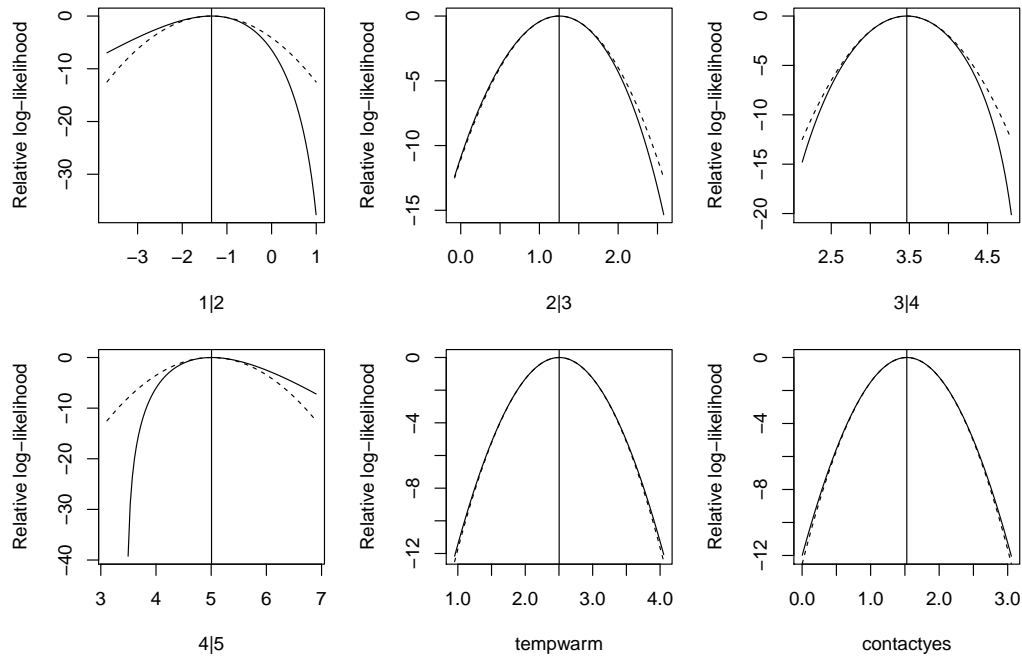 Relative log−likelihood
0
−10
−20
−30
−3 −2 −1 0 1
1|2
Relative log−likelihood
0
−5
−10
−15
0.0 1.0 2.0
2|3
Relative log−likelihood
0
−5
−10
−15
−20
2.5 3.5 4.5
3|4
Relative log−likelihood
0
−10
−20
−30
−40
3 4 5 6 7
4|5
Relative log−likelihood
0
−4
−8
−12
1.0 2.0 3.0 4.0
tempwarm
Relative log−likelihood
0
−4
−8
−12
0.0 1.0 2.0 3.0
contactyes